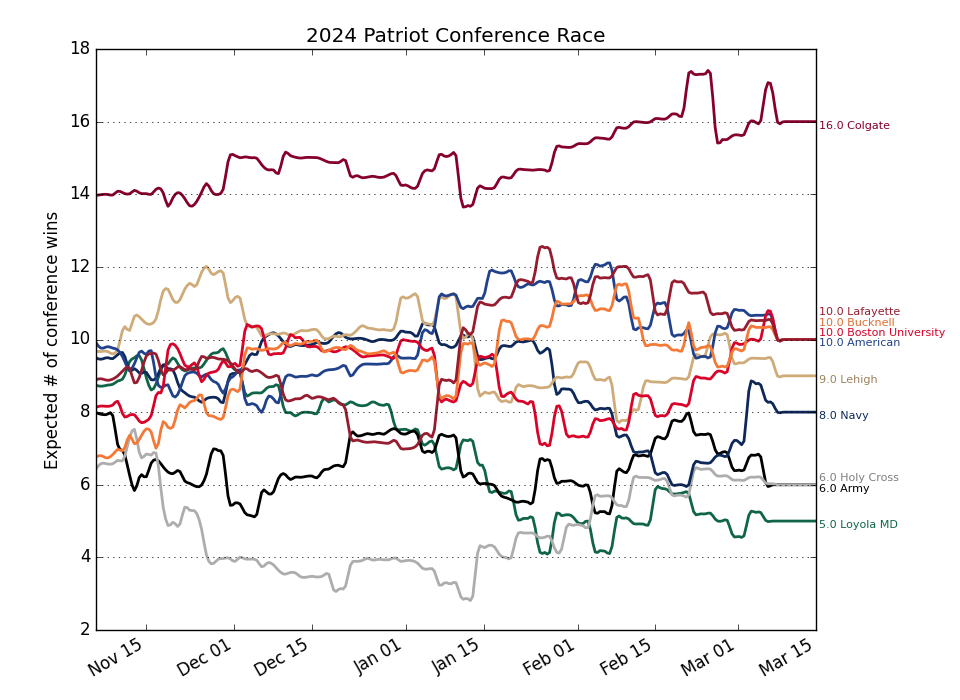 2024 Patriot Conference Race
Expected # of conference wins
18
16
14
12
10
8
6
4
2
16.0 Colgate
10.0 Lafayette
10.0 Bucknell
10.0 Boston University
10.0 American
9.0 Lehigh
8.0 Navy
6.0 Holy Cross
6.0 Army
5.0 Loyola MD
Nov 15
Dec 01
Dec 15
Jan 01
Jan 15
Feb 01
Feb 15
Mar 01
Mar 15